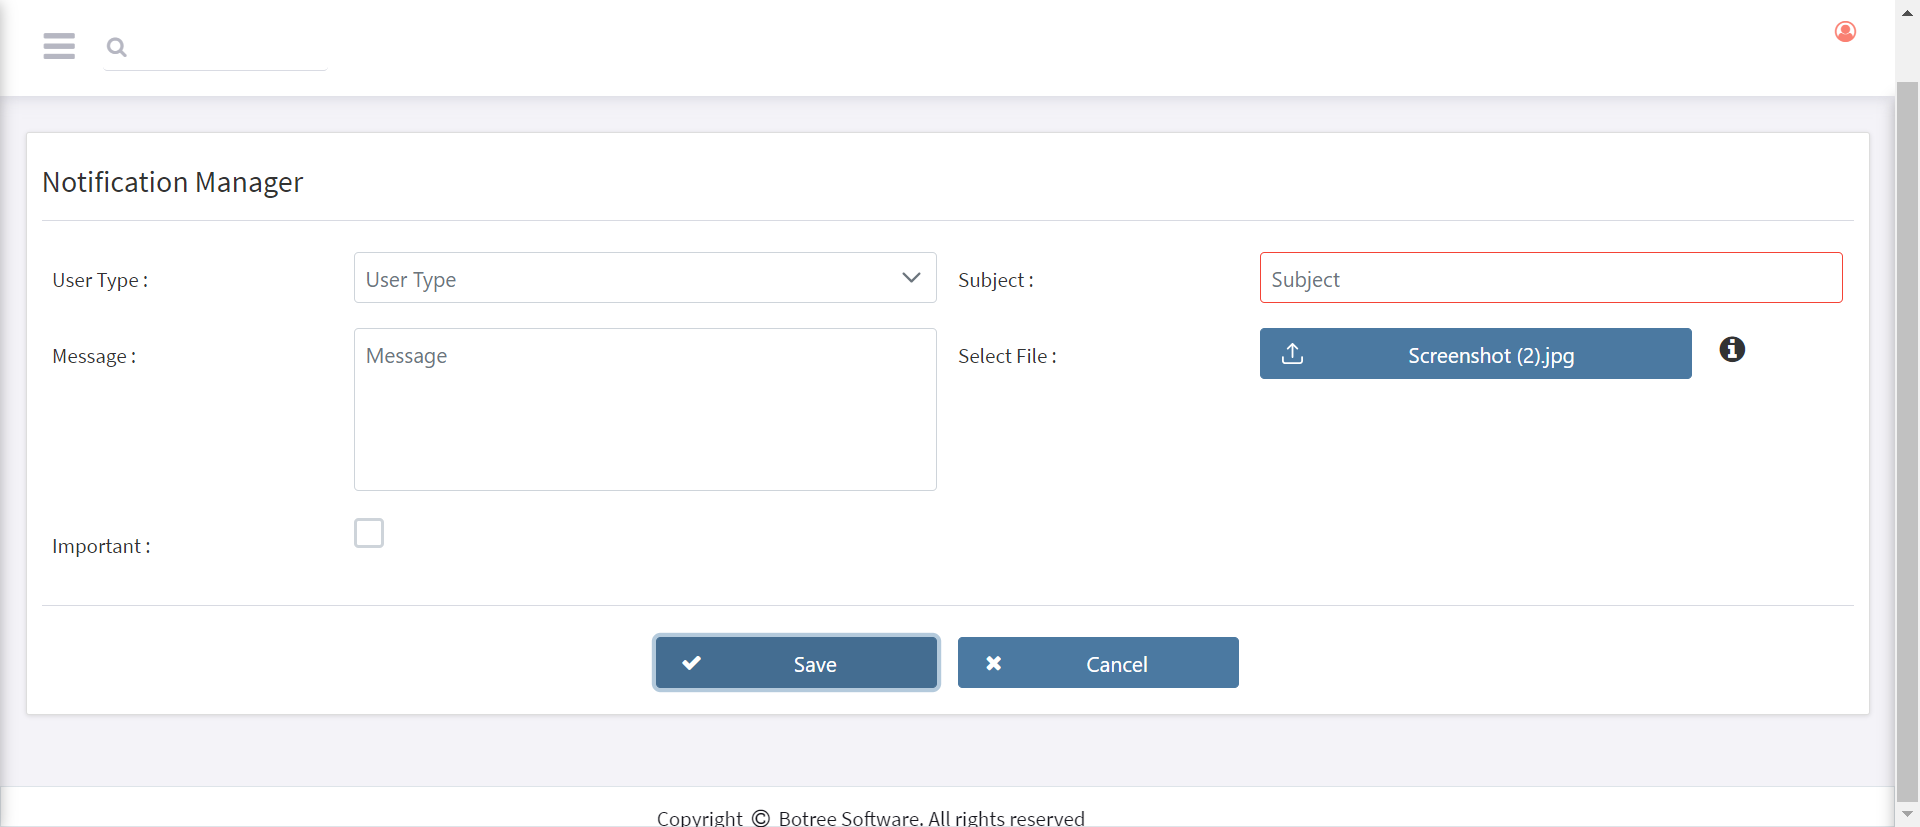 Notification Manager
User Type :
User Type
Subject :
Subject
Message :
Message
Select File :
Screenshot (2).jpg
Important :
Save
Cancel
Copyright © Botree Software. All rights reserved